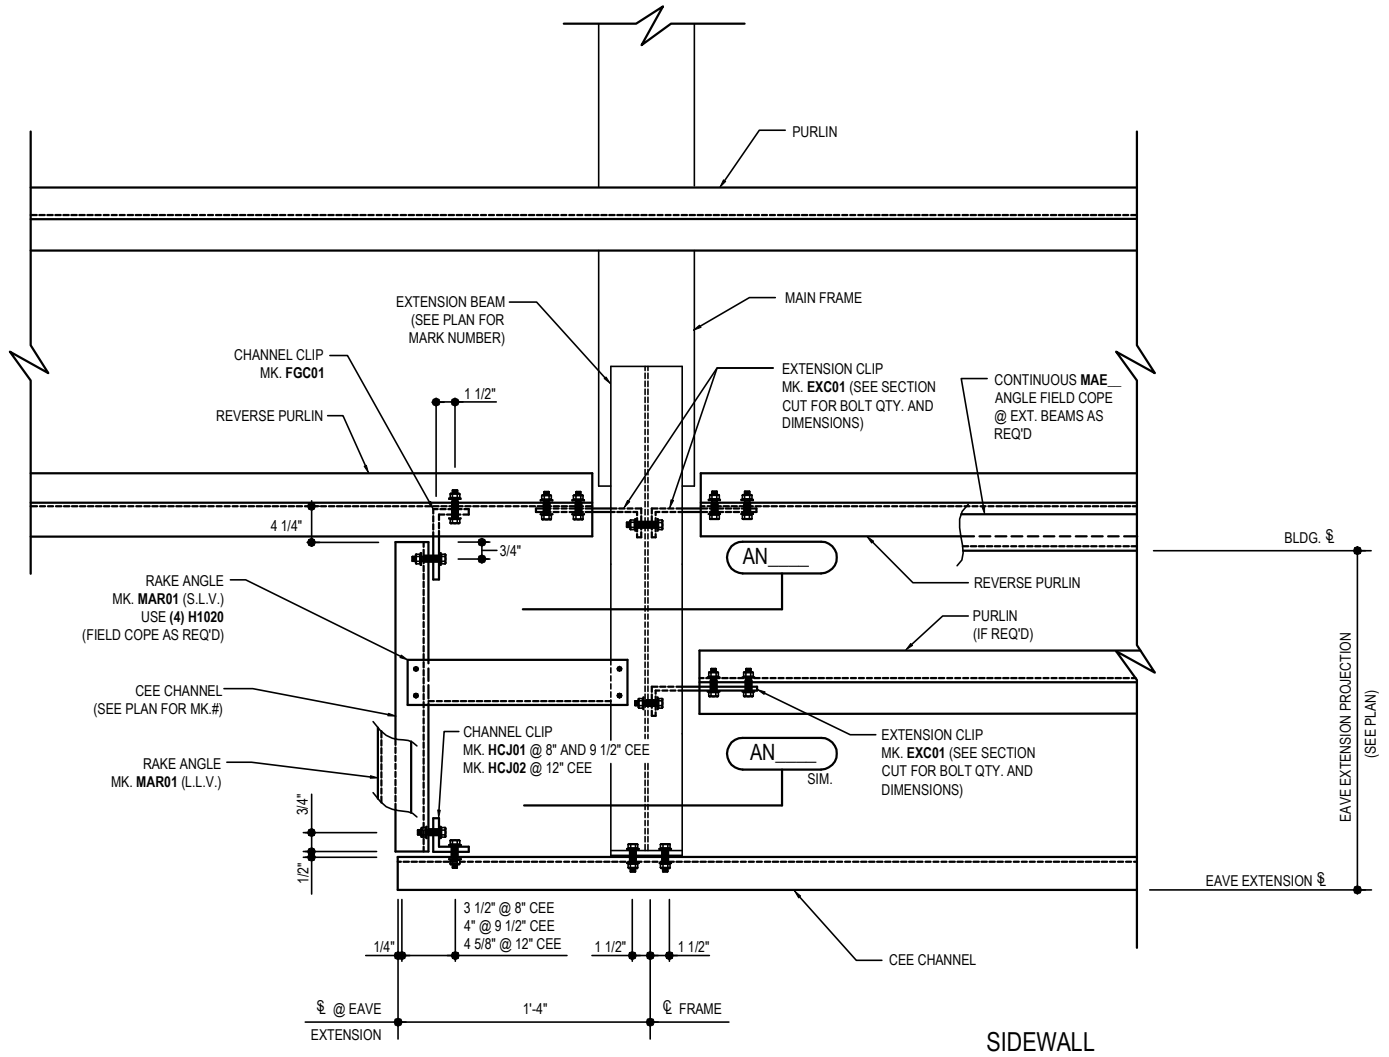 PURLIN
EXTENSION BEAM
(SEE PLAN FOR
MARK NUMBER)
MAIN FRAME
CHANNEL CLIP
MK. FGC01
1 1/2"
EXTENSION CLIP
MK. EXC01 (SEE SECTION
CUT FOR BOLT QTY. AND
DIMENSIONS)
CONTINUOUS MAE__
ANGLE FIELD COPE
@ EXT. BEAMS AS
REQ'D
REVERSE PURLIN
4 1/4"
3/4"
AN____
BLDG. S̲L̲
RAKE ANGLE
MK. MAR01 (S.L.V.)
USE (4) H1020
(FIELD COPE AS REQ'D)
REVERSE PURLIN
PURLIN
(IF REQ'D)
CEE CHANNEL
(SEE PLAN FOR MK.#)
CHANNEL CLIP
MK. HCJ01 @ 8" AND 9 1/2" CEE
MK. HCJ02 @ 12" CEE
AN____
SIM.
EXTENSION CLIP
MK. EXC01 (SEE SECTION
CUT FOR BOLT QTY. AND
DIMENSIONS)
EAVE EXTENSION PROJECTION
(SEE PLAN)
RAKE ANGLE
MK. MAR01 (L.L.V.)
3/4"
1/2"
EAVE EXTENSION S̲L̲
3 1/2" @ 8" CEE
4" @ 9 1/2" CEE
4 5/8" @ 12" CEE
1/4"
1 1/2"
1 1/2"
CEE CHANNEL
S̲L̲ @ EAVE
EXTENSION
1'-4"
℄ FRAME
SIDEWALL